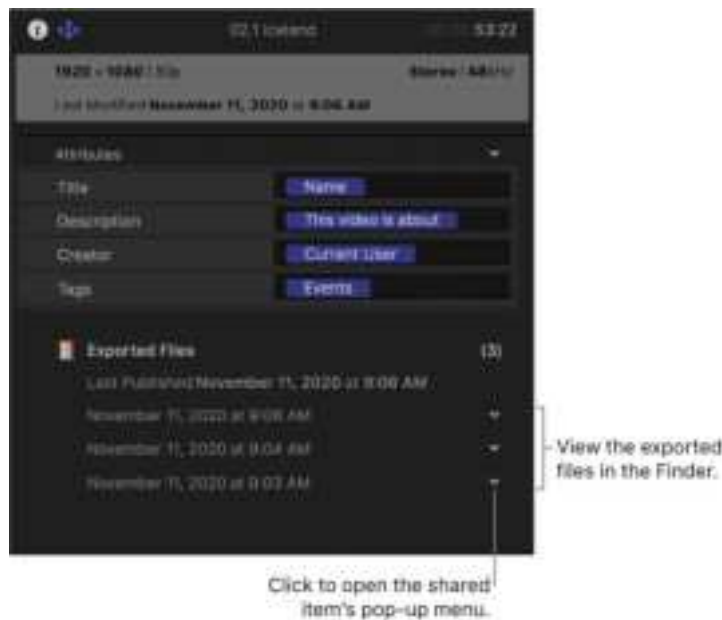 02.1 Iceland
53:22
1920 × 1080
Stereo 48kHz
Last Modified November 11, 2020 at 9:06 AM
Attributes
Title Name
Description This video is about
Creator Current User
Tags Events
Exported Files (3)
Last Published November 11, 2020 at 9:06 AM
November 11, 2020 at 9:06 AM
November 11, 2020 at 9:04 AM
November 11, 2020 at 9:03 AM
View the exported
files in the Finder.
Click to open the shared
item's pop-up menu.